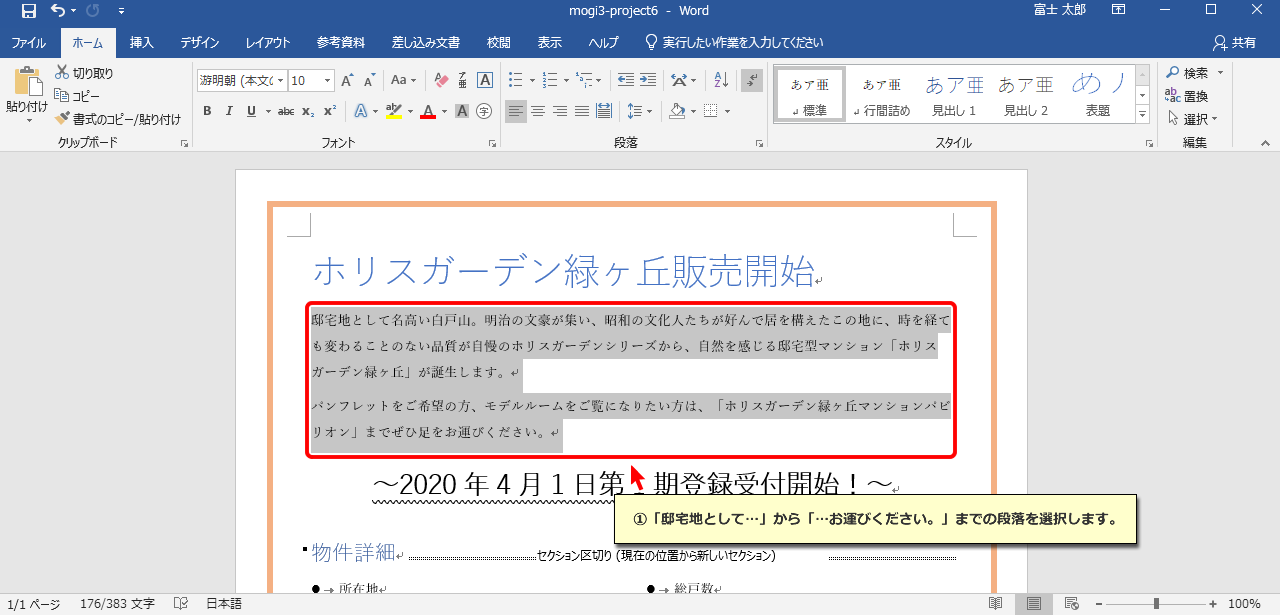 mogi3-project6 - Word
富士 太郎
ファイル ホーム 挿入 デザイン レイアウト 参考資料 差し込み文書 校閲 表示 ヘルプ 実行したい作業を入力してください 共有
貼り付け
切り取り
コピー
書式のコピー/貼り付け
クリップボード
游明朝 (本文の 10
Aa
B I U abc x₂ x²
フォント
段落
あア亜 あア亜 あア亜 あア亜
標準 行間詰め 見出し 1 見出し 2 表題
スタイル
検索
置換
選択
編集
ホリスガーデン緑ヶ丘販売開始
邸宅地として名高い白戸山。明治の文豪が集い、昭和の文化人たちが好んで居を構えたこの地に、時を経て
も変わることのない品質が自慢のホリスガーデンシリーズから、自然を感じる邸宅型マンション「ホリス
ガーデン緑ヶ丘」が誕生します。
パンフレットをご希望の方、モデルルームをご覧になりたい方は、「ホリスガーデン緑ヶ丘マンションパビ
リオン」までぜひ足をお運びください。
～2020 年 4 月 1 日第 期登録受付開始！～
①「邸宅地として…」から「…お運びください。」までの段落を選択します。
物件詳細 セクション区切り (現在の位置から新しいセクション)
● → 所在地 ● → 総戸数
1/1 ページ 176/383 文字 日本語 100%